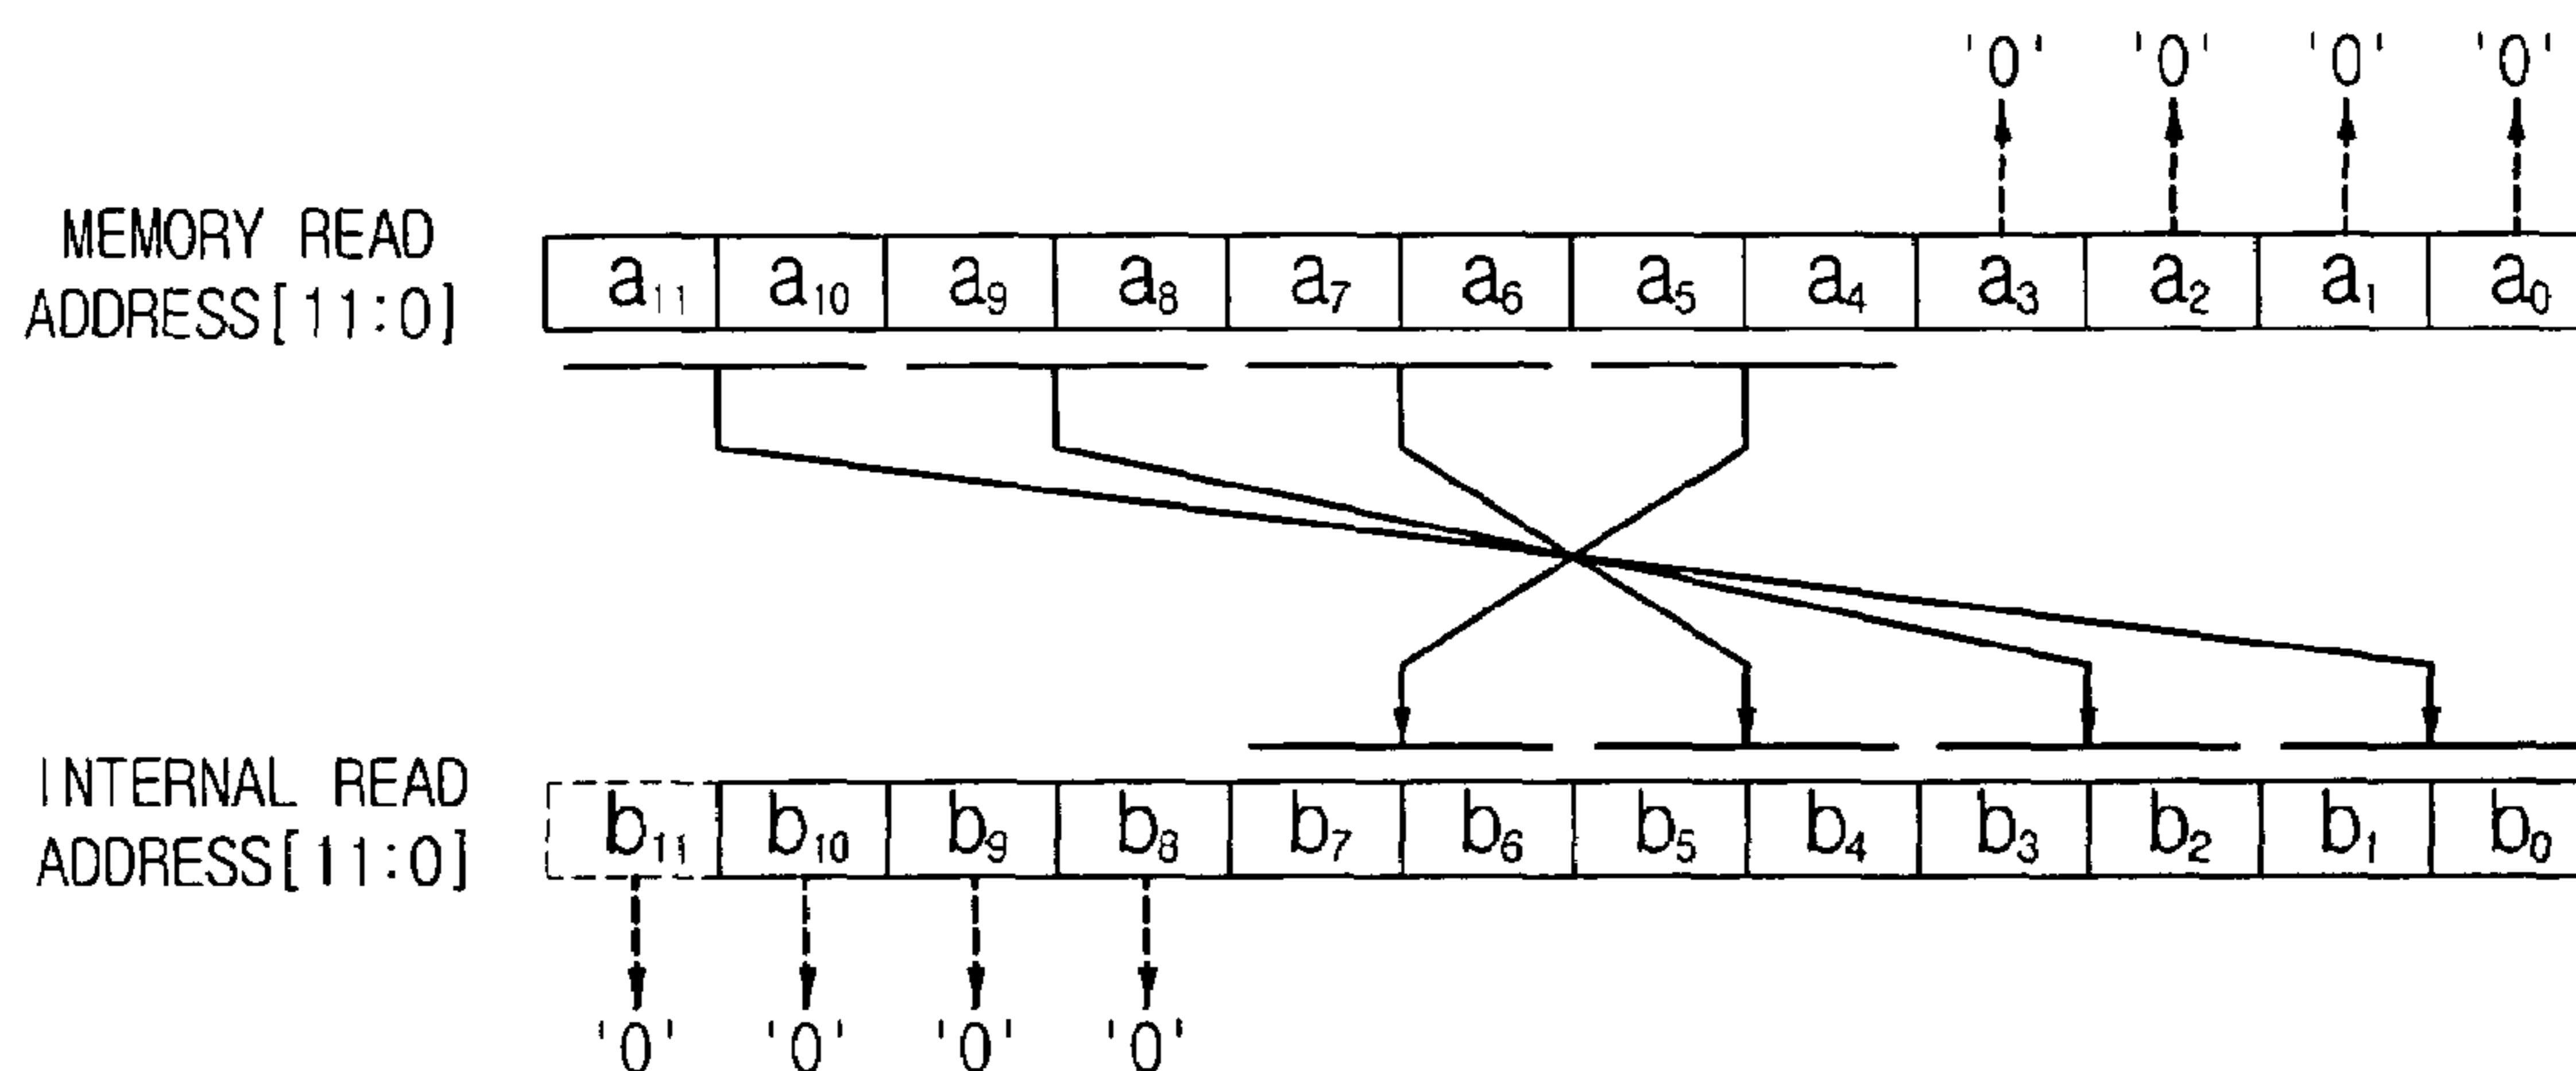 '0' '0' '0' '0'
MEMORY READ
ADDRESS[11:0]
a₁₁ a₁₀ a₉ a₈ a₇ a₆ a₅ a₄ a₃ a₂ a₁ a₀
INTERNAL READ
ADDRESS[11:0]
b₁₁ b₁₀ b₉ b₈ b₇ b₆ b₅ b₄ b₃ b₂ b₁ b₀
'0' '0' '0' '0'